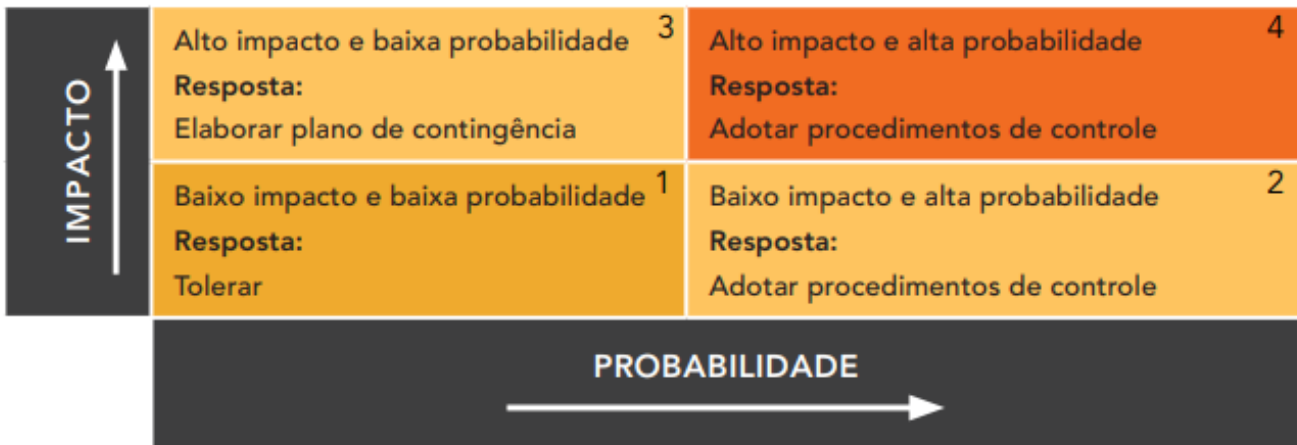 IMPACTO
Alto impacto e baixa probabilidade 3
Resposta:
Elaborar plano de contingência
Alto impacto e alta probabilidade 4
Resposta:
Adotar procedimentos de controle
Baixo impacto e baixa probabilidade 1
Resposta:
Tolerar
Baixo impacto e alta probabilidade 2
Resposta:
Adotar procedimentos de controle
PROBABILIDADE